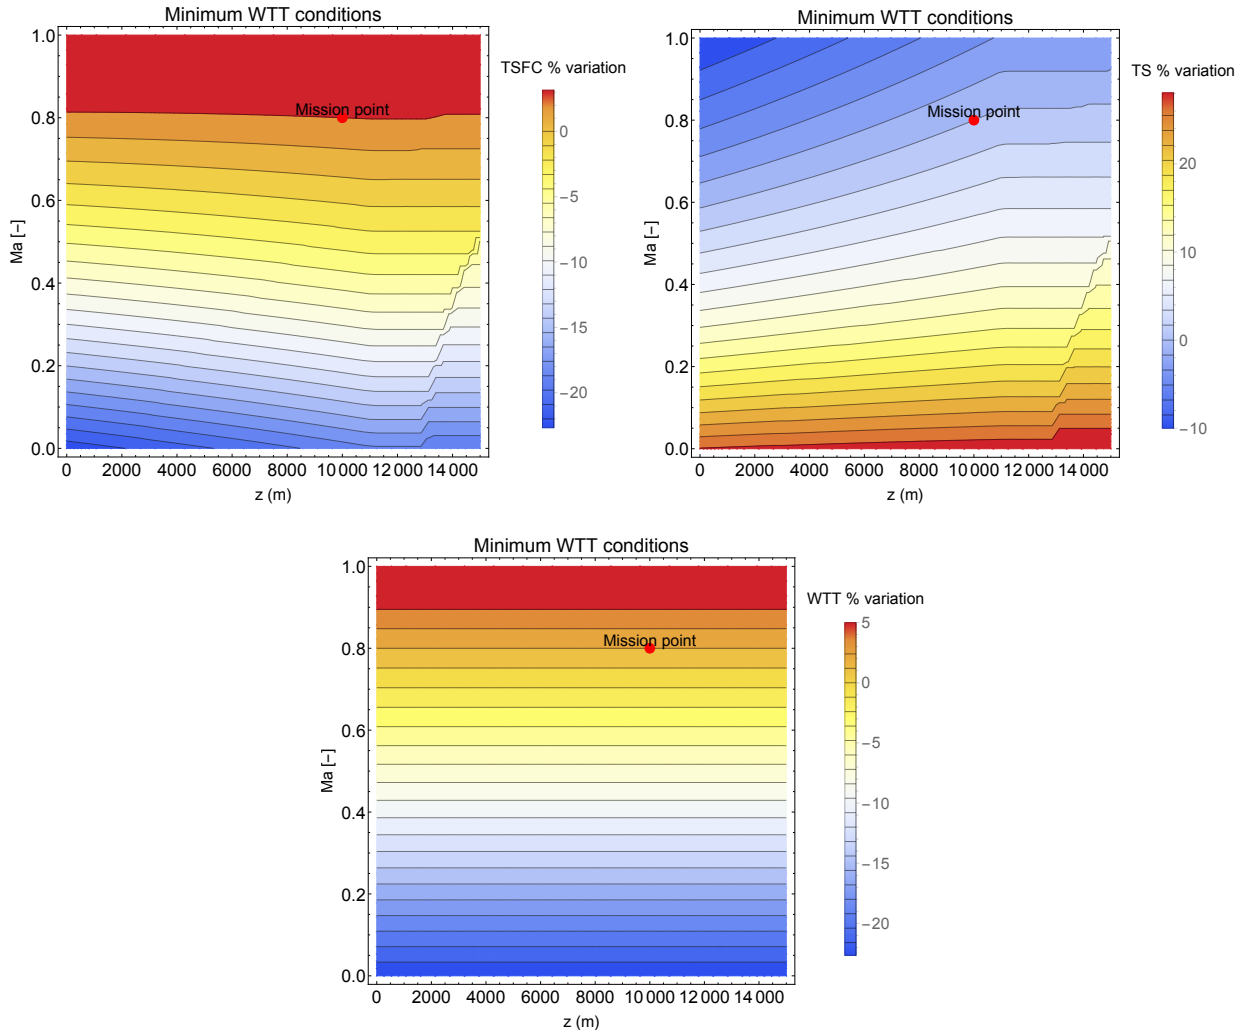 Minimum WTT conditions
TSFC % variation
Mission point
Ma [−]
1.0
0.8
0.6
0.4
0.2
0.0
0 2000 4000 6000 8000 10 000 12 000 14 000
z (m)
0
−5
−10
−15
−20
Minimum WTT conditions
TS % variation
Mission point
Ma [−]
1.0
0.8
0.6
0.4
0.2
0.0
0 2000 4000 6000 8000 10 000 12 000 14 000
z (m)
20
10
0
−10
Minimum WTT conditions
WTT % variation
Mission point
Ma [−]
1.0
0.8
0.6
0.4
0.2
0.0
0 2000 4000 6000 8000 10 000 12 000 14 000
z (m)
5
0
−5
−10
−15
−20